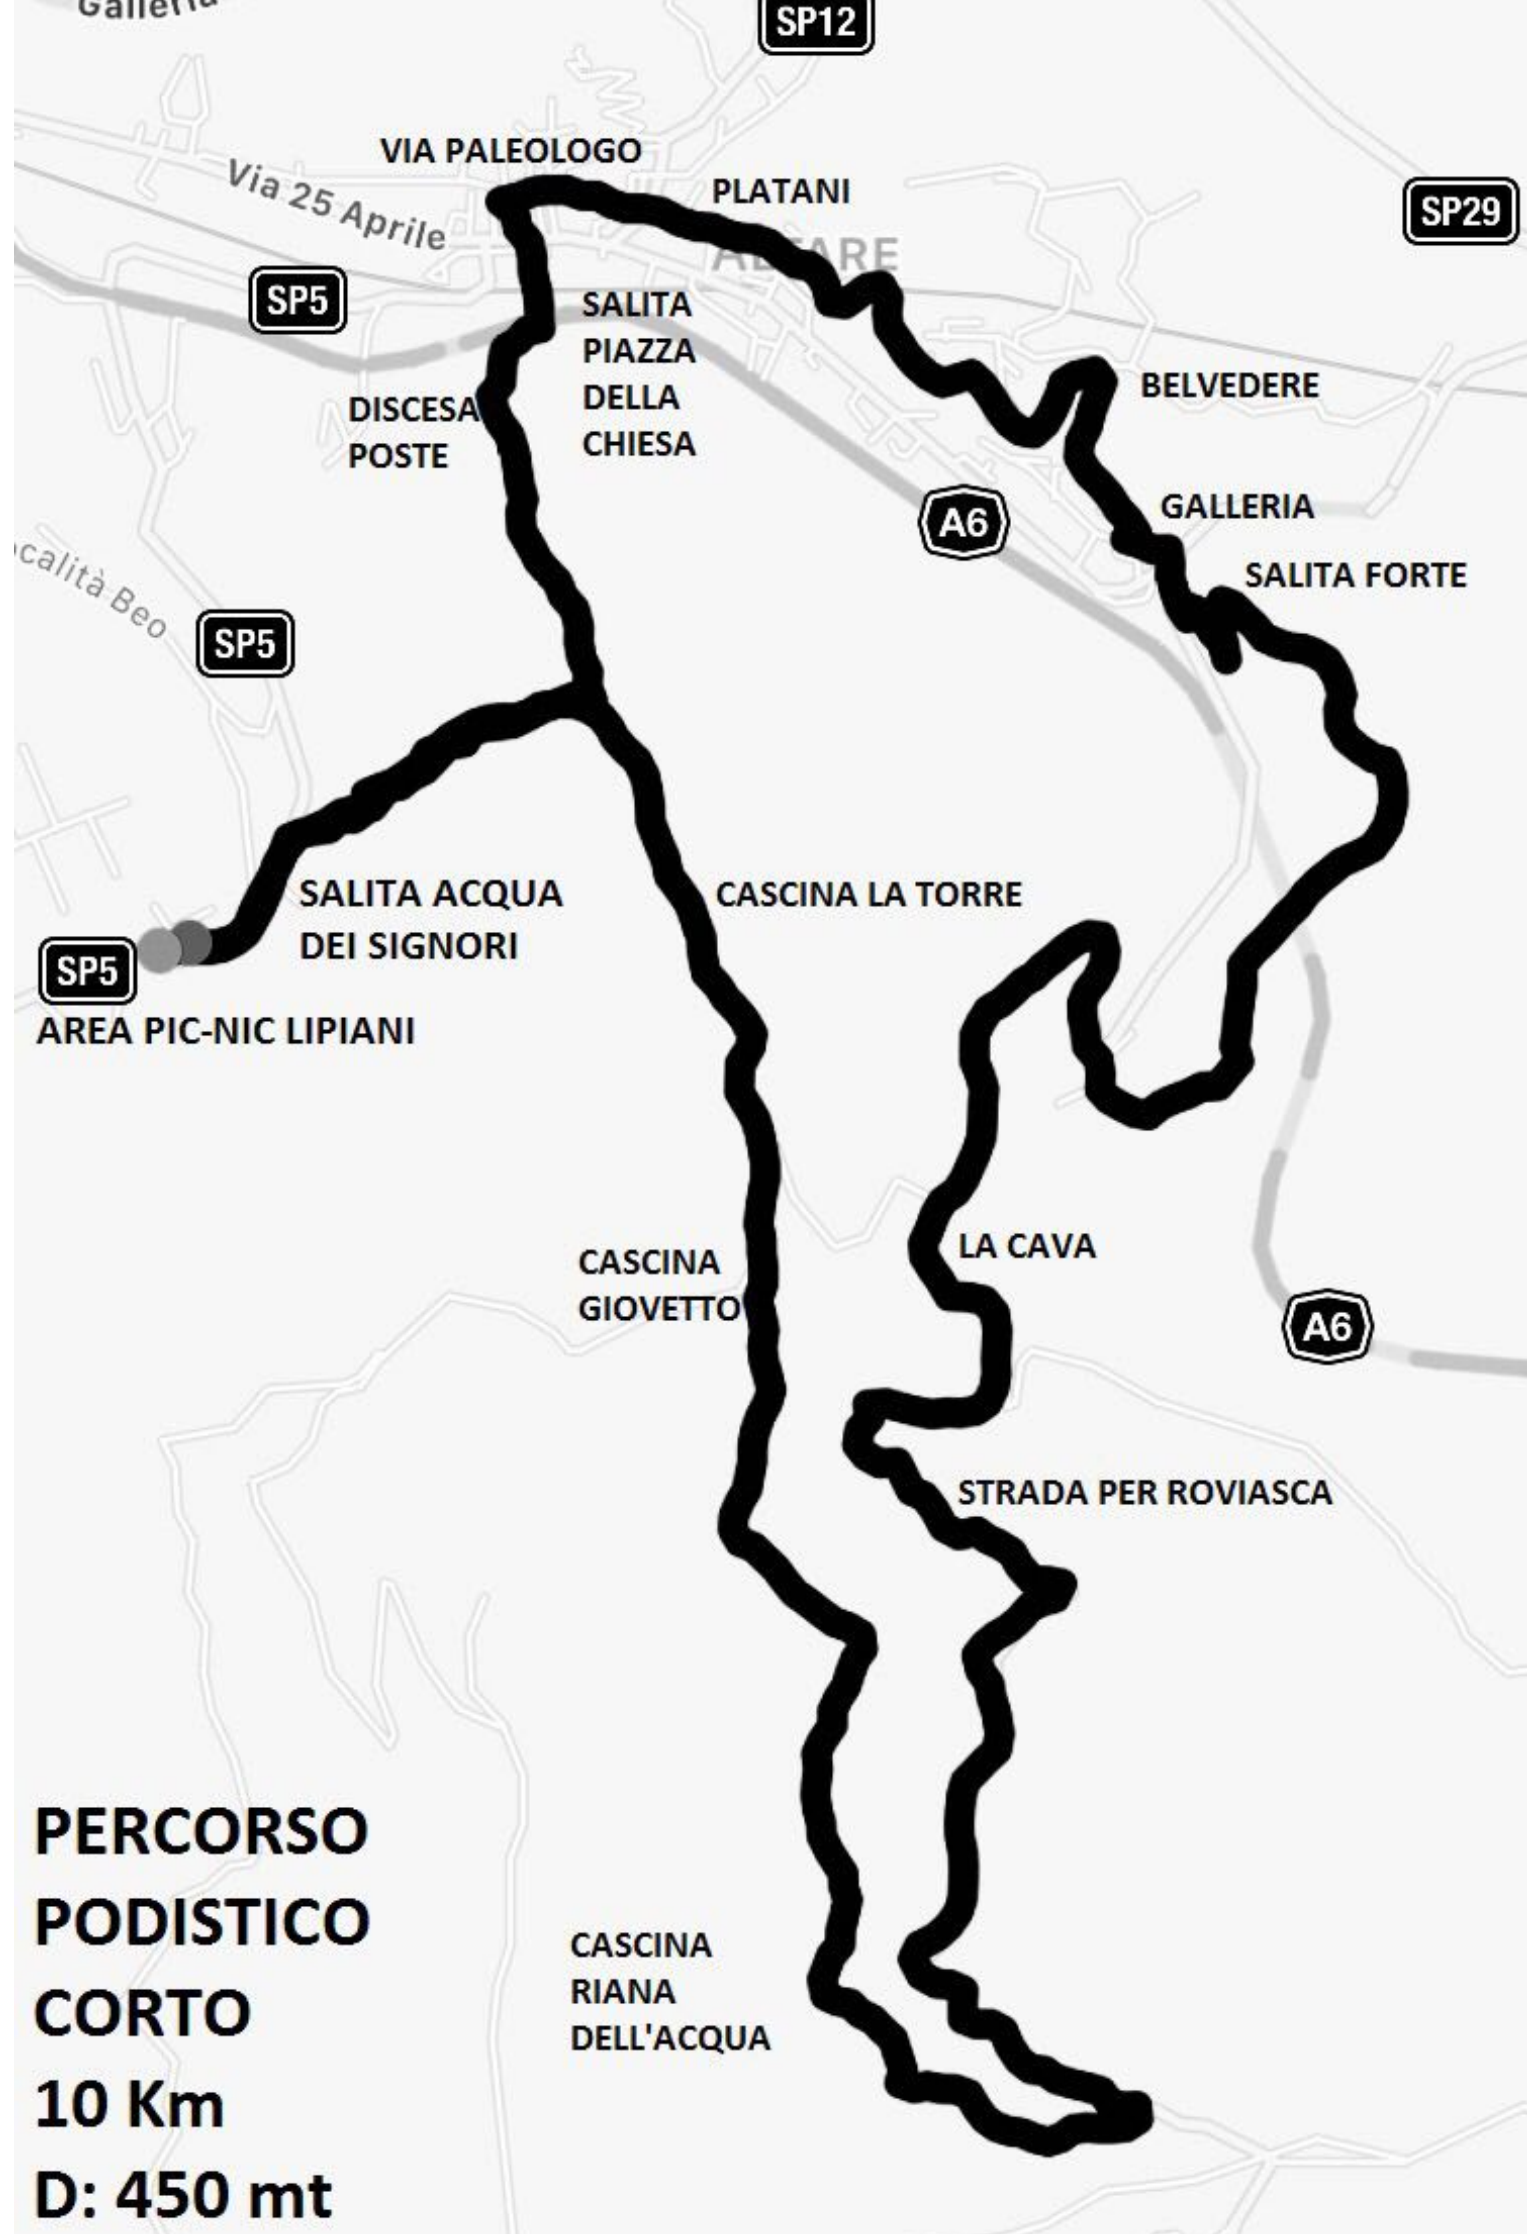 SP12
VIA PALEOLOGO
PLATANI
Via 25 Aprile
SP29
SP5
SALITA
PIAZZA
DELLA
CHIESA
BELVEDERE
DISCESA
POSTE
GALLERIA
A6
SALITA FORTE
Beo
SP5
SALITA ACQUA
DEI SIGNORI
CASCINA LA TORRE
SP5
AREA PIC-NIC LIPIANI
LA CAVA
CASCINA
GIOVETTO
A6
STRADA PER ROVIASCA
PERCORSO
PODISTICO
CORTO
10 Km
D: 450 mt
CASCINA
RIANA
DELL'ACQUA